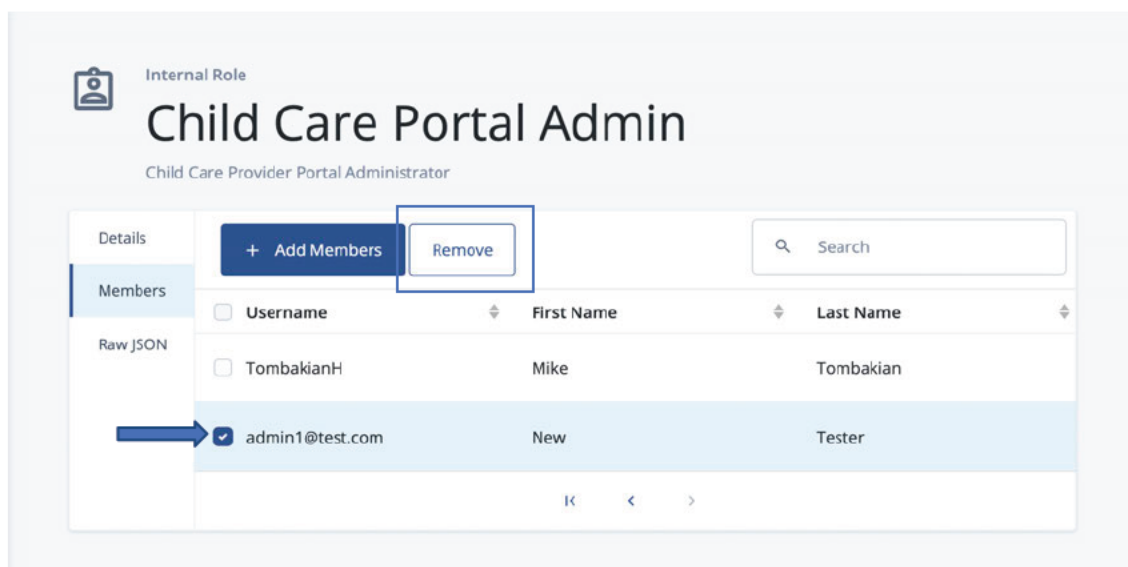 Internal Role
Child Care Portal Admin
Child Care Provider Portal Administrator
Details
+ Add Members Remove Search
Members
Username First Name Last Name
Raw JSON
TombakianH Mike Tombakian
admin1@test.com New Tester